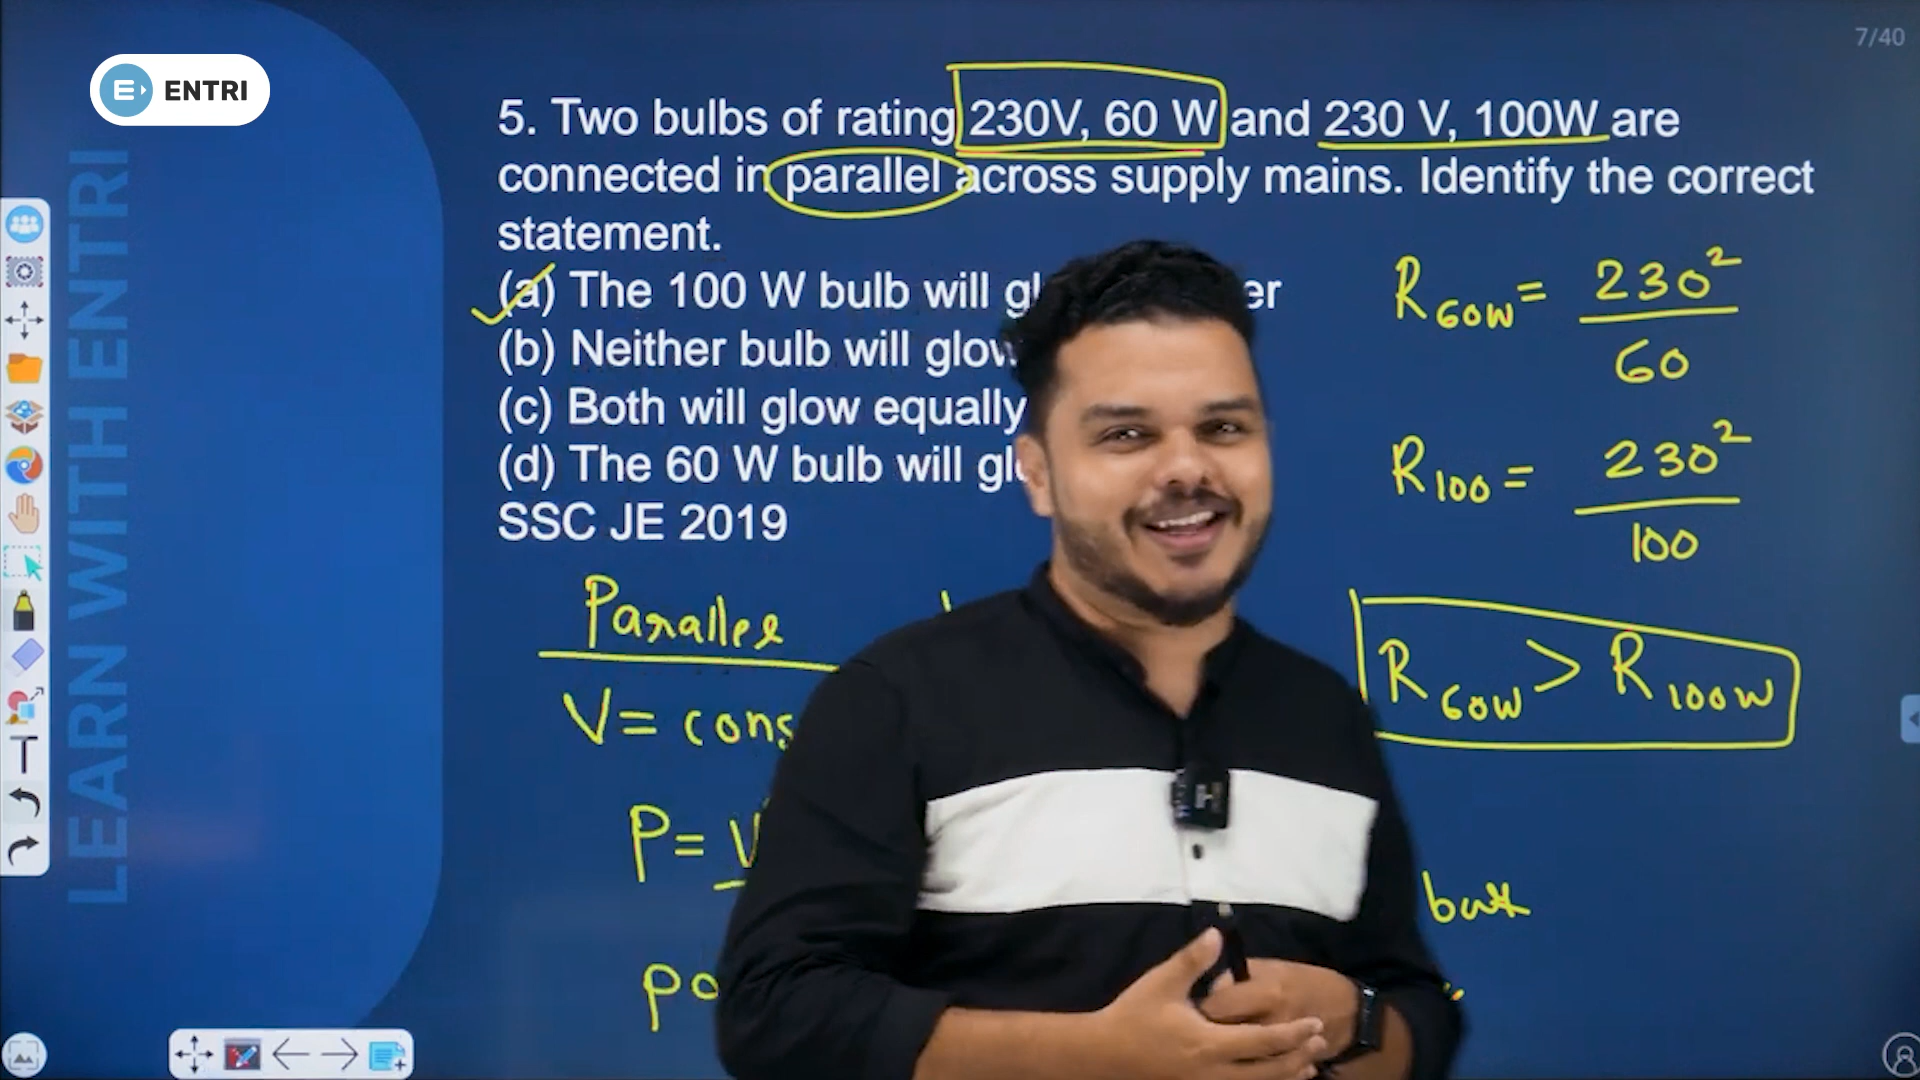 7/40
ENTRI
LEARN WITH ENTRI
5. Two bulbs of rating 230V, 60 W and 230 V, 100W are
connected in parallel across supply mains. Identify the correct
statement.
(a) The 100 W bulb will
(b) Neither bulb will glow
(c) Both will glow equally
(d) The 60 W bulb will
SSC JE 2019
R60W = 230²
60
R100 = 230²
100
R60W > R100W
Parallel
V = cons
P = V